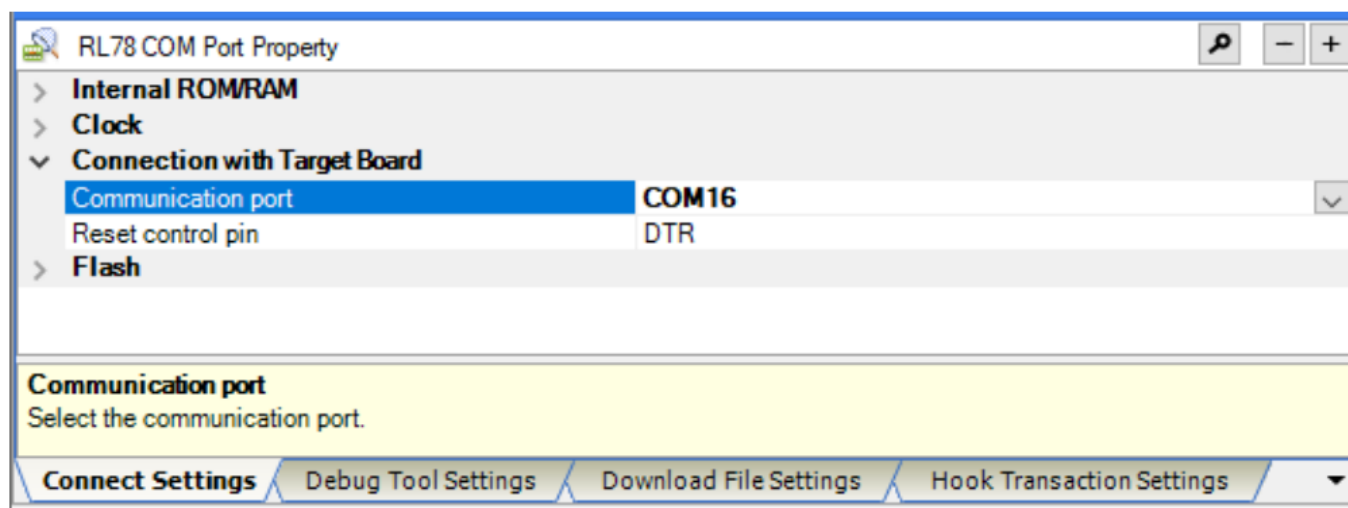 RL78 COM Port Property
Internal ROM/RAM
Clock
Connection with Target Board
Communication port COM16
Reset control pin DTR
Flash
Communication port
Select the communication port.
Connect Settings Debug Tool Settings Download File Settings Hook Transaction Settings